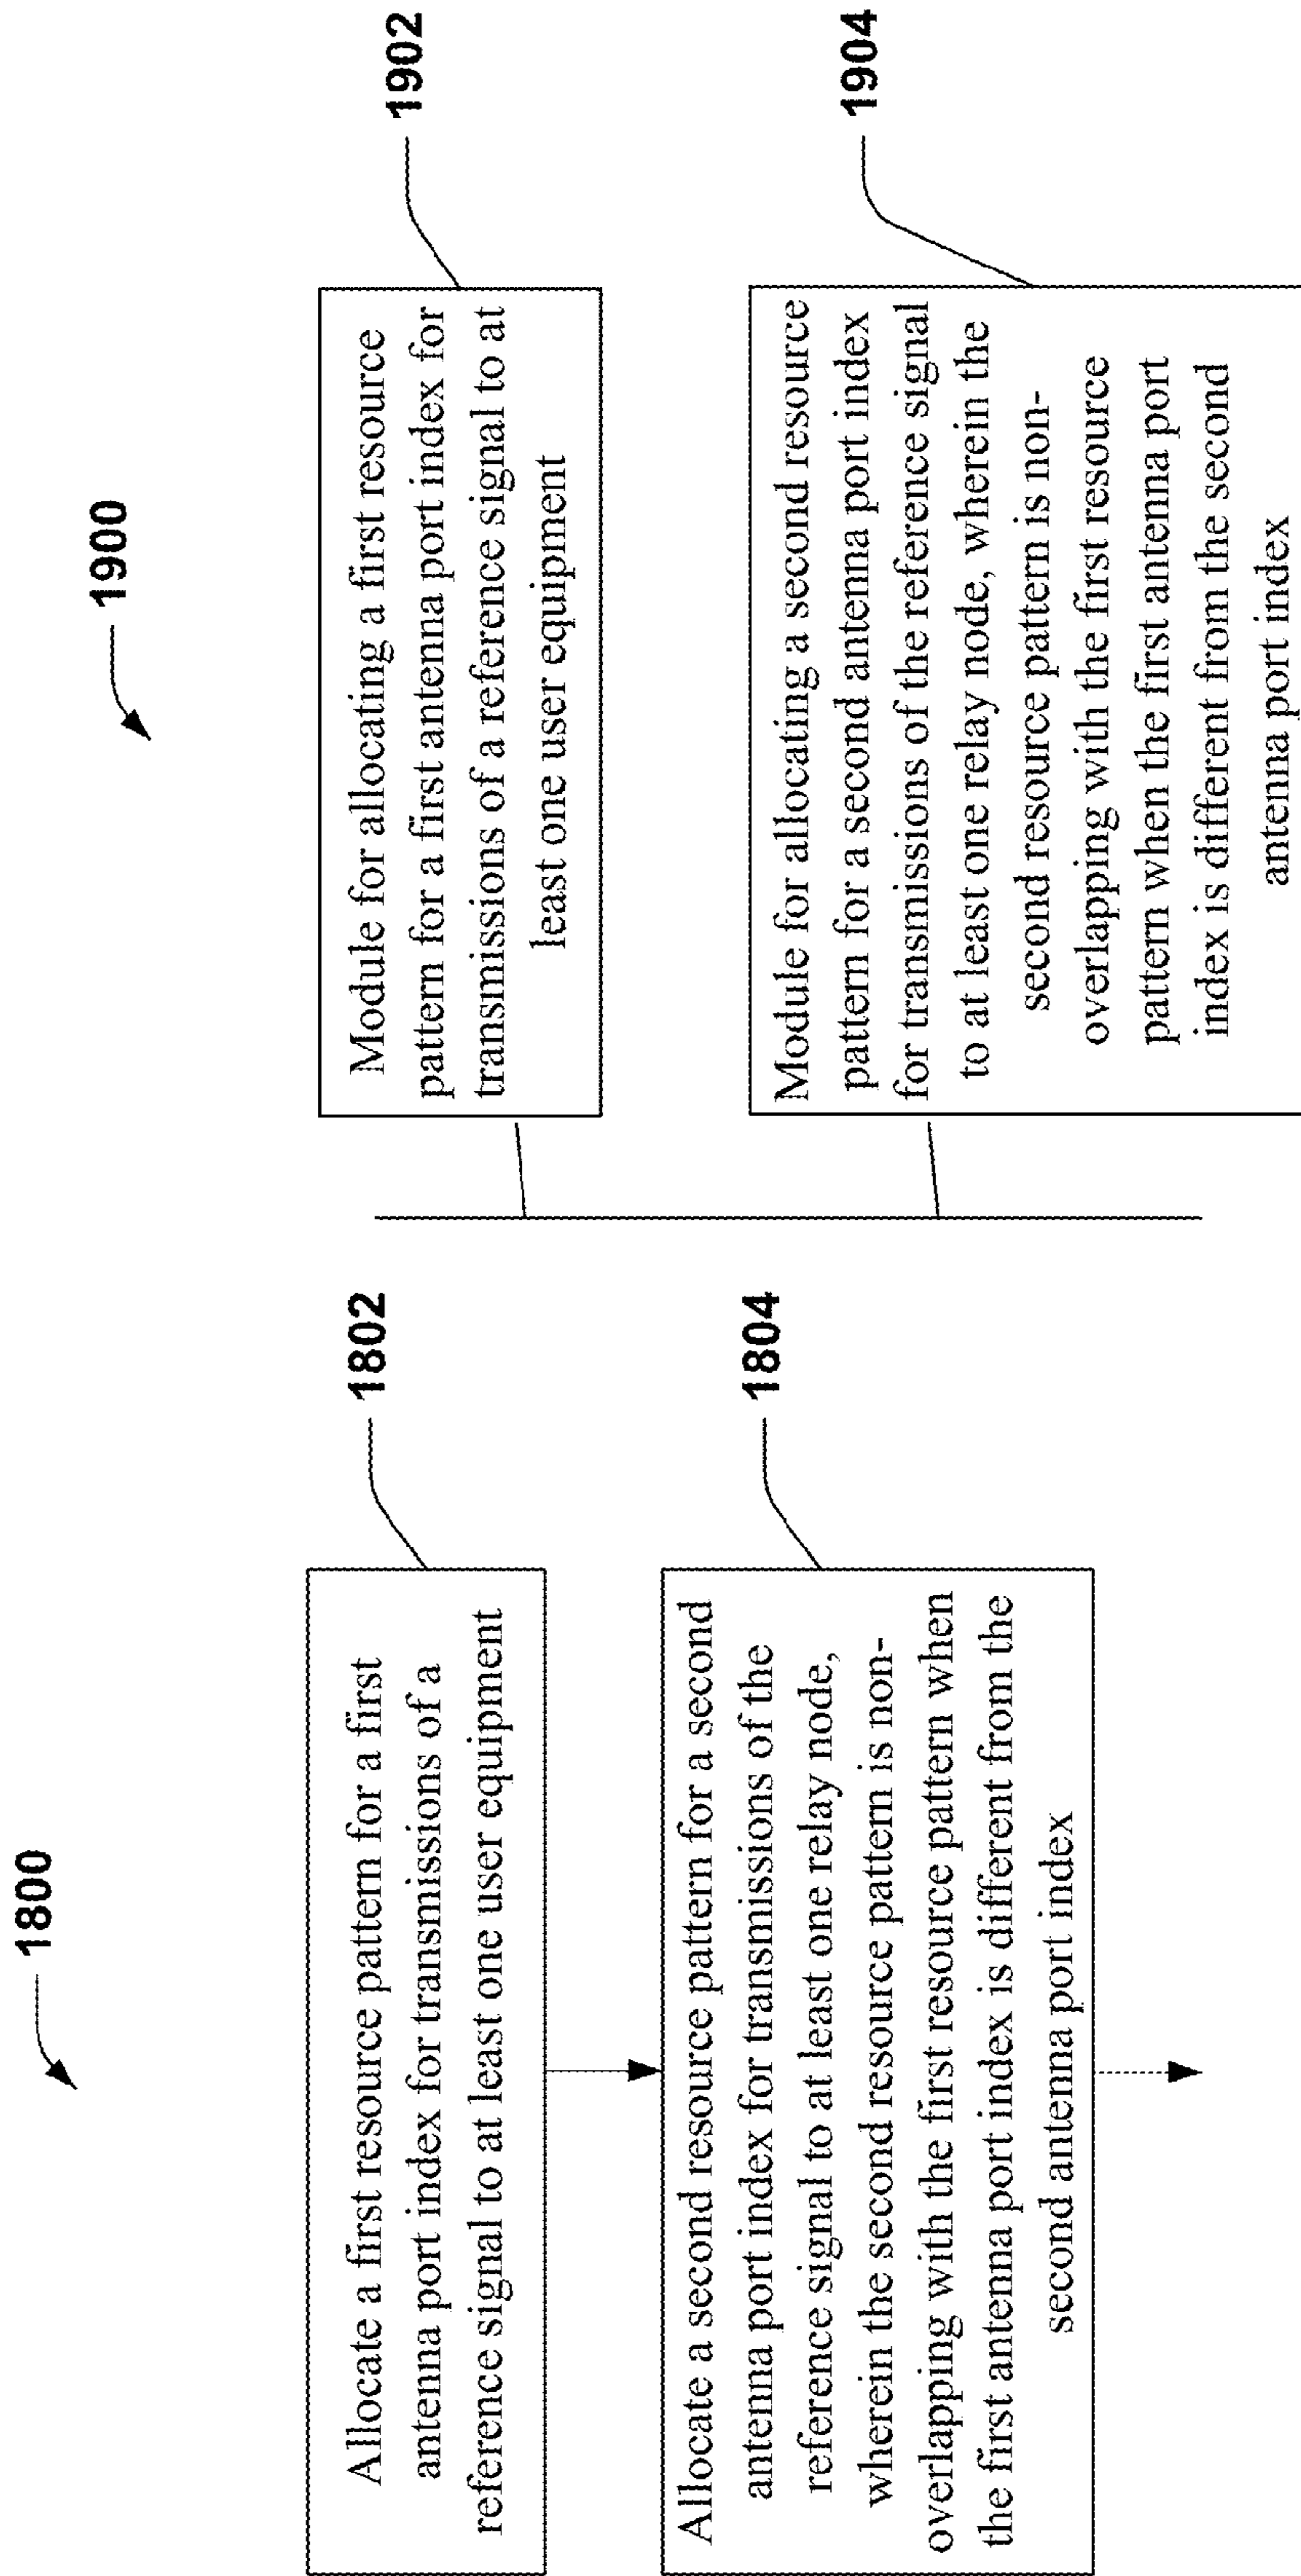 1800
Allocate a first resource pattern for a first
antenna port index for transmissions of a
reference signal to at least one user equipment
1802
Allocate a second resource pattern for a second
antenna port index for transmissions of the
reference signal to at least one relay node,
wherein the second resource pattern is non-
overlapping with the first resource pattern when
the first antenna port index is different from the
second antenna port index
1804
1900
Module for allocating a first resource
pattern for a first antenna port index for
transmissions of a reference signal to at
least one user equipment
1902
Module for allocating a second resource
pattern for a second antenna port index
for transmissions of the reference signal
to at least one relay node, wherein the
second resource pattern is non-
overlapping with the first resource
pattern when the first antenna port
index is different from the second
antenna port index
1904